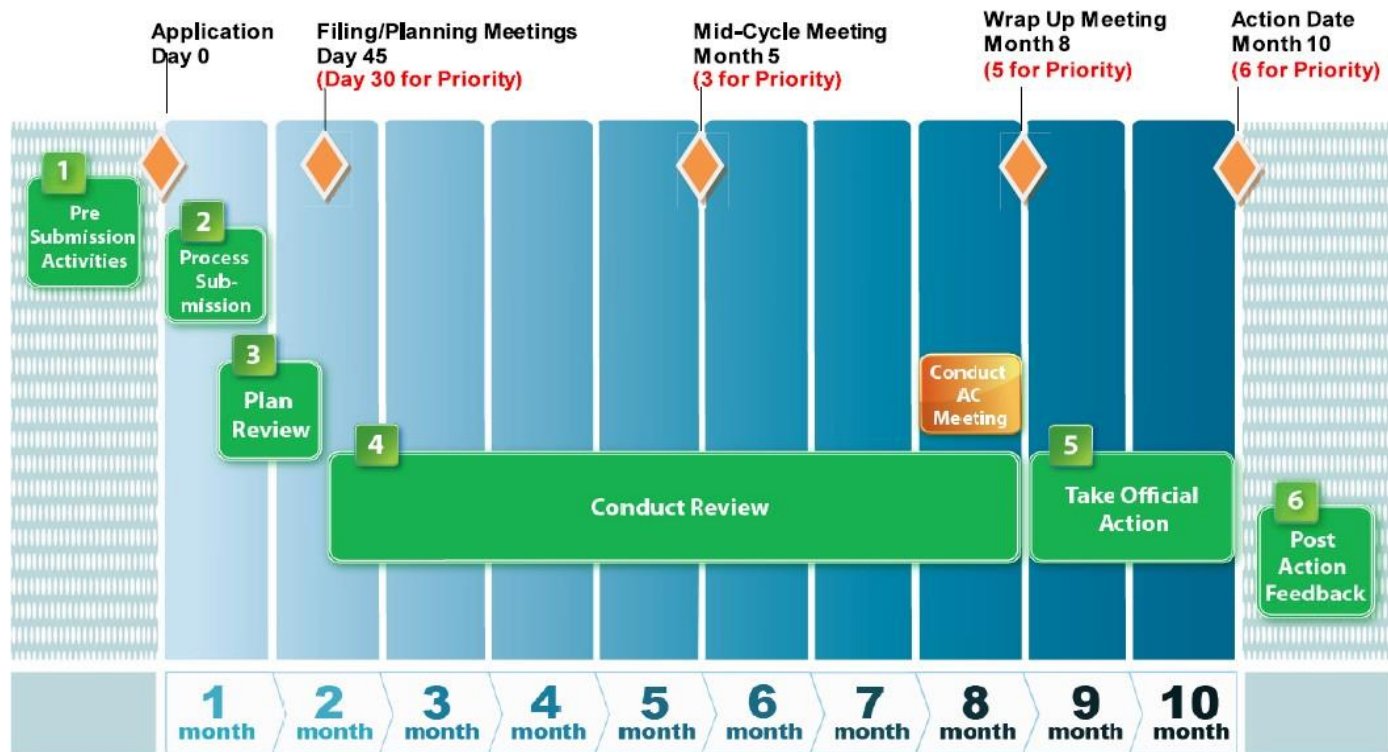 Application
Day 0
Filing/Planning Meetings
Day 45
(Day 30 for Priority)
Mid-Cycle Meeting
Month 5
(3 for Priority)
Wrap Up Meeting
Month 8
(5 for Priority)
Action Date
Month 10
(6 for Priority)
1
Pre
Submission
Activities
2
Process
Sub-
mission
3
Plan
Review
Conduct
AC
Meeting
4
Conduct Review
5
Take Official
Action
6
Post
Action
Feedback
1
month
2
month
3
month
4
month
5
month
6
month
7
month
8
month
9
month
10
month